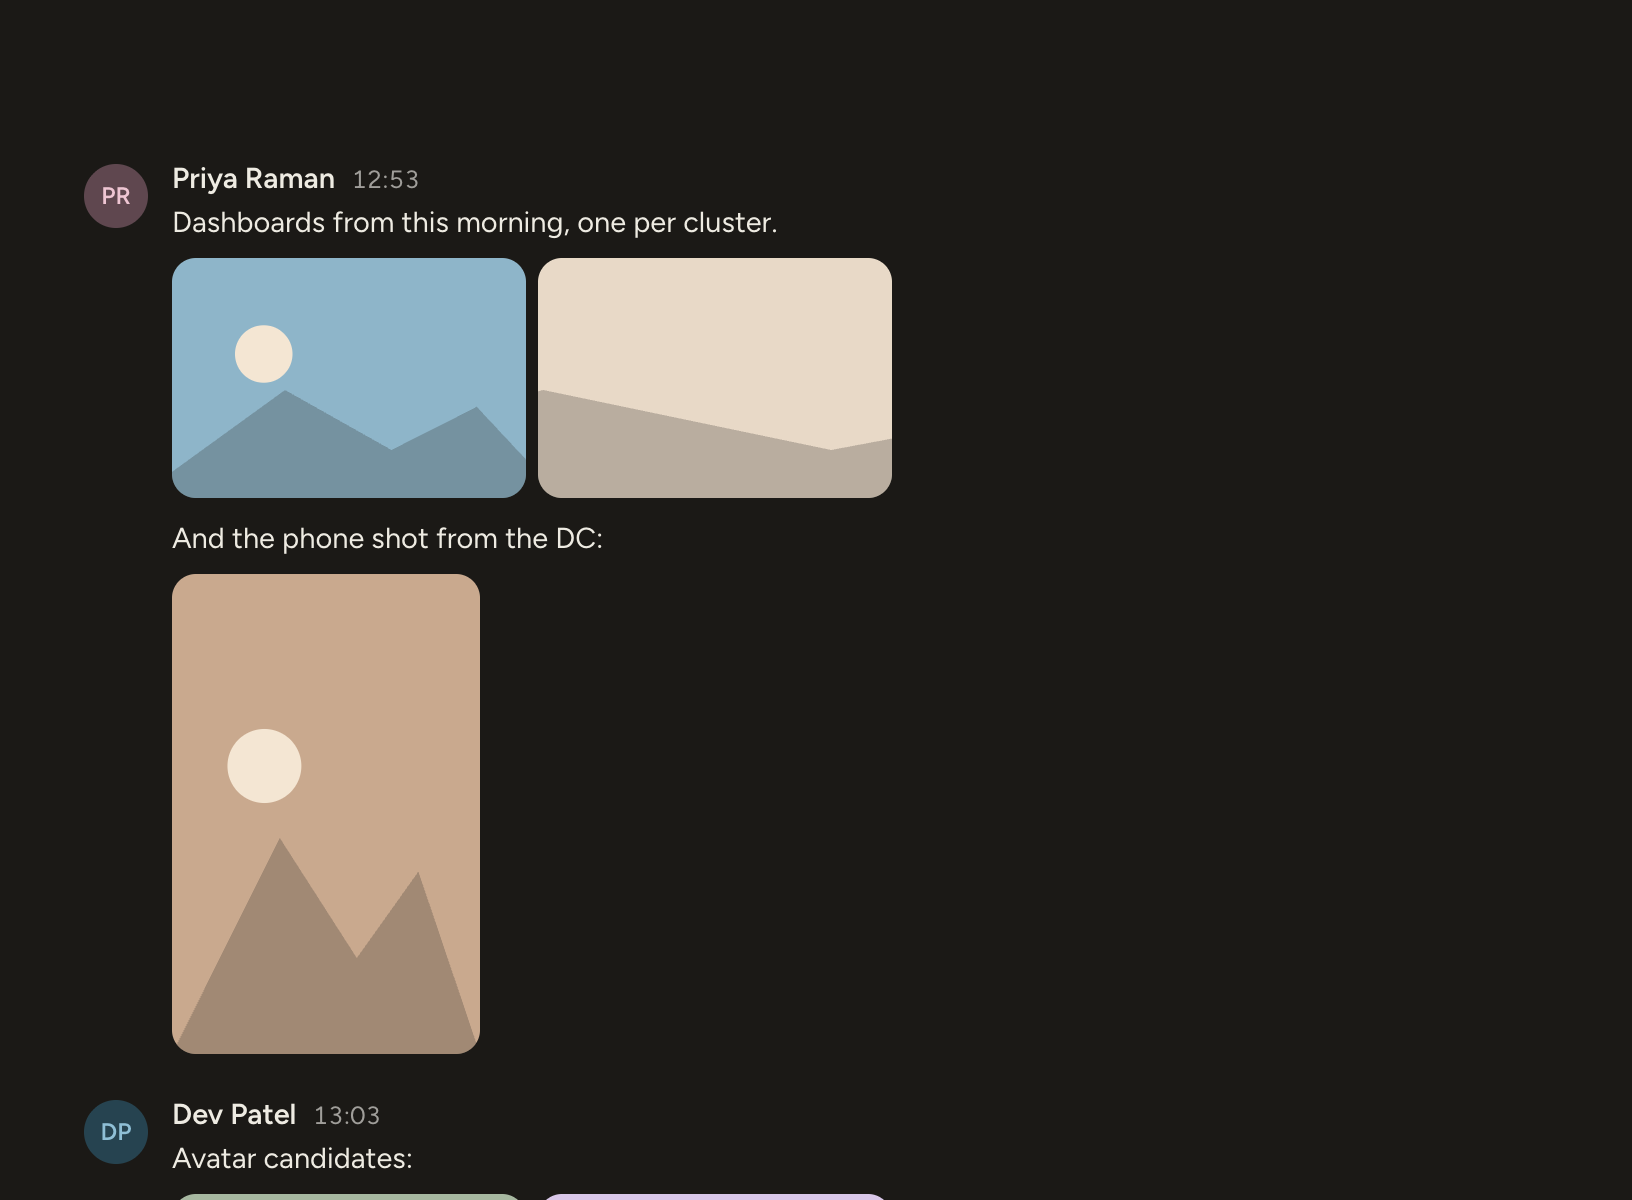 PR
Priya Raman 12:53
Dashboards from this morning, one per cluster.
And the phone shot from the DC:
DP
Dev Patel 13:03
Avatar candidates: